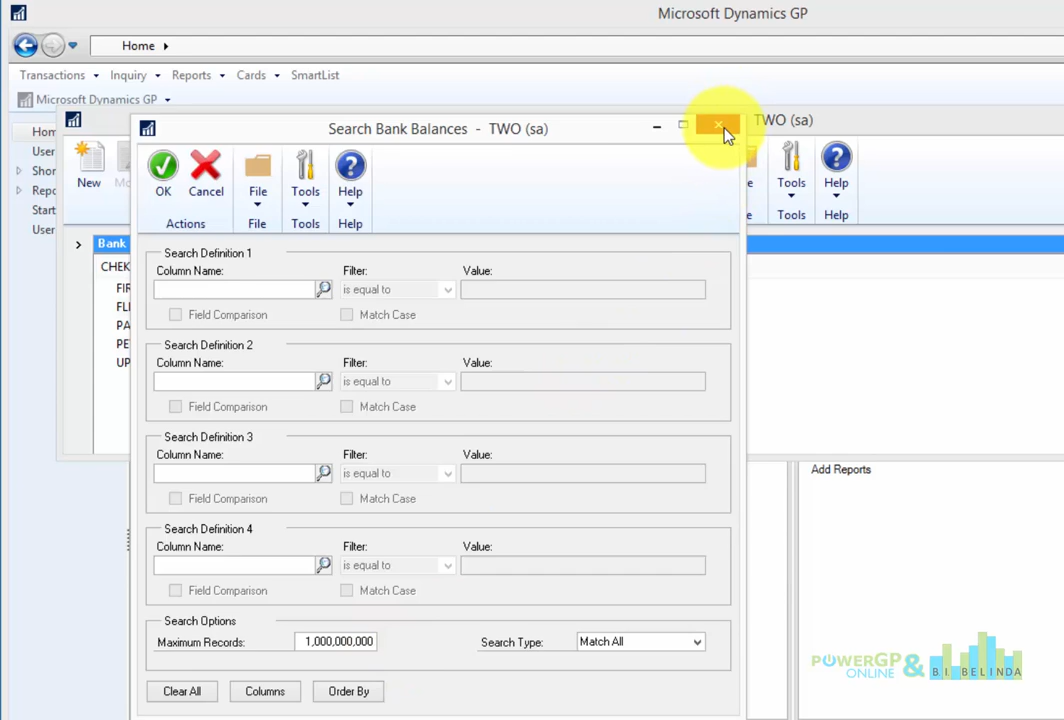 Microsoft Dynamics GP
Home
Transactions Inquiry Reports Cards SmartList
Microsoft Dynamics GP
TWO (sa)
Search Bank Balances - TWO (sa)
New
OK Cancel File Tools Help
Actions File Tools Help
Tools Help
Tools Help
User
Start
User
Bank
Search Definition 1
Column Name: Filter: Value:
is equal to
Field Comparison Match Case
Search Definition 2
Column Name: Filter: Value:
is equal to
Field Comparison Match Case
Search Definition 3
Column Name: Filter: Value:
is equal to
Field Comparison Match Case
Search Definition 4
Column Name: Filter: Value:
is equal to
Field Comparison Match Case
Search Options
Maximum Records: 1,000,000,000 Search Type: Match All
Clear All Columns Order By
Add Reports
POWERGP ONLINE & B.I. BELINDA